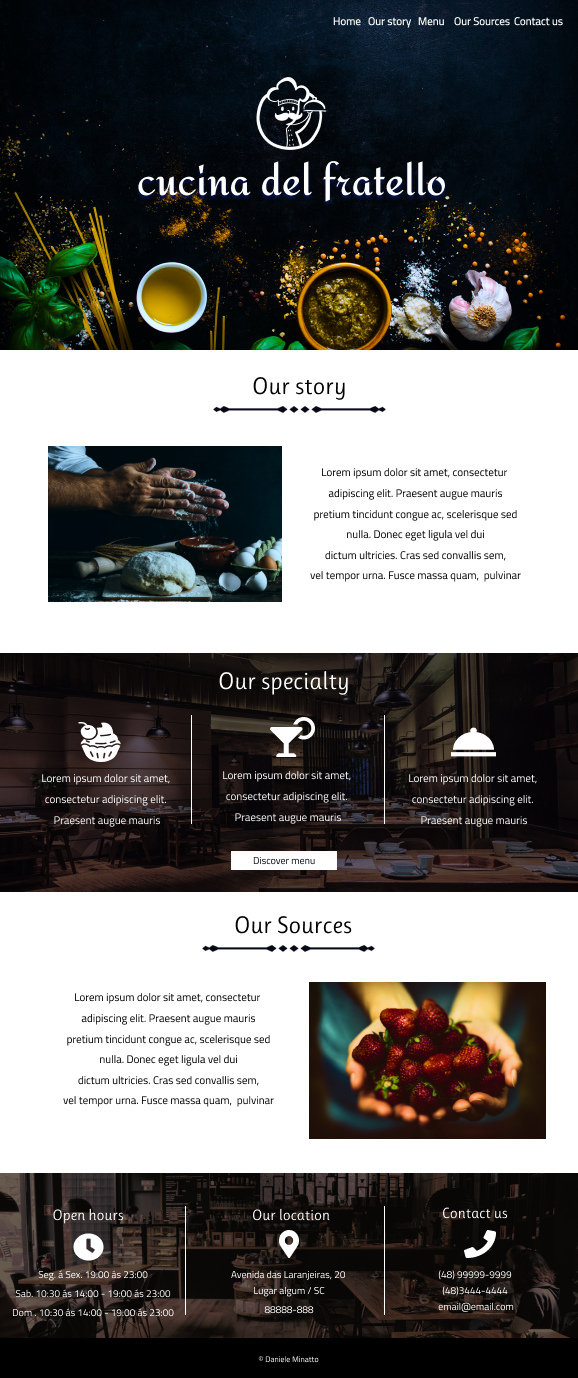 Home Our story Menu Our Sources Contact us
cucina del fratello
Our story
Lorem ipsum dolor sit amet, consectetur
adipiscing elit. Praesent augue mauris
pretium tincidunt congue ac, scelerisque sed
nulla. Donec eget ligula vel dui
dictum ultricies. Cras sed convallis sem,
vel tempor urna. Fusce massa quam, pulvinar
Our specialty
Lorem ipsum dolor sit amet,
consectetur adipiscing elit.
Praesent augue mauris
Lorem ipsum dolor sit amet,
consectetur adipiscing elit.
Praesent augue mauris
Lorem ipsum dolor sit amet,
consectetur adipiscing elit.
Praesent augue mauris
Discover menu
Our Sources
Lorem ipsum dolor sit amet, consectetur
adipiscing elit. Praesent augue mauris
pretium tincidunt congue ac, scelerisque sed
nulla. Donec eget ligula vel dui
dictum ultricies. Cras sed convallis sem,
vel tempor urna. Fusce massa quam, pulvinar
Open hours
Seg. á Sex. 19:00 ás 23:00
Sab. 10:30 ás 14:00 - 19:00 ás 23:00
Dom. 10:30 ás 14:00 - 19:00 ás 23:00
Our location
Avenida das Laranjeiras, 20
Lugar algum / SC
88888-888
Contact us
(48) 99999-9999
(48)3444-4444
email@email.com
© Daniele Minatto